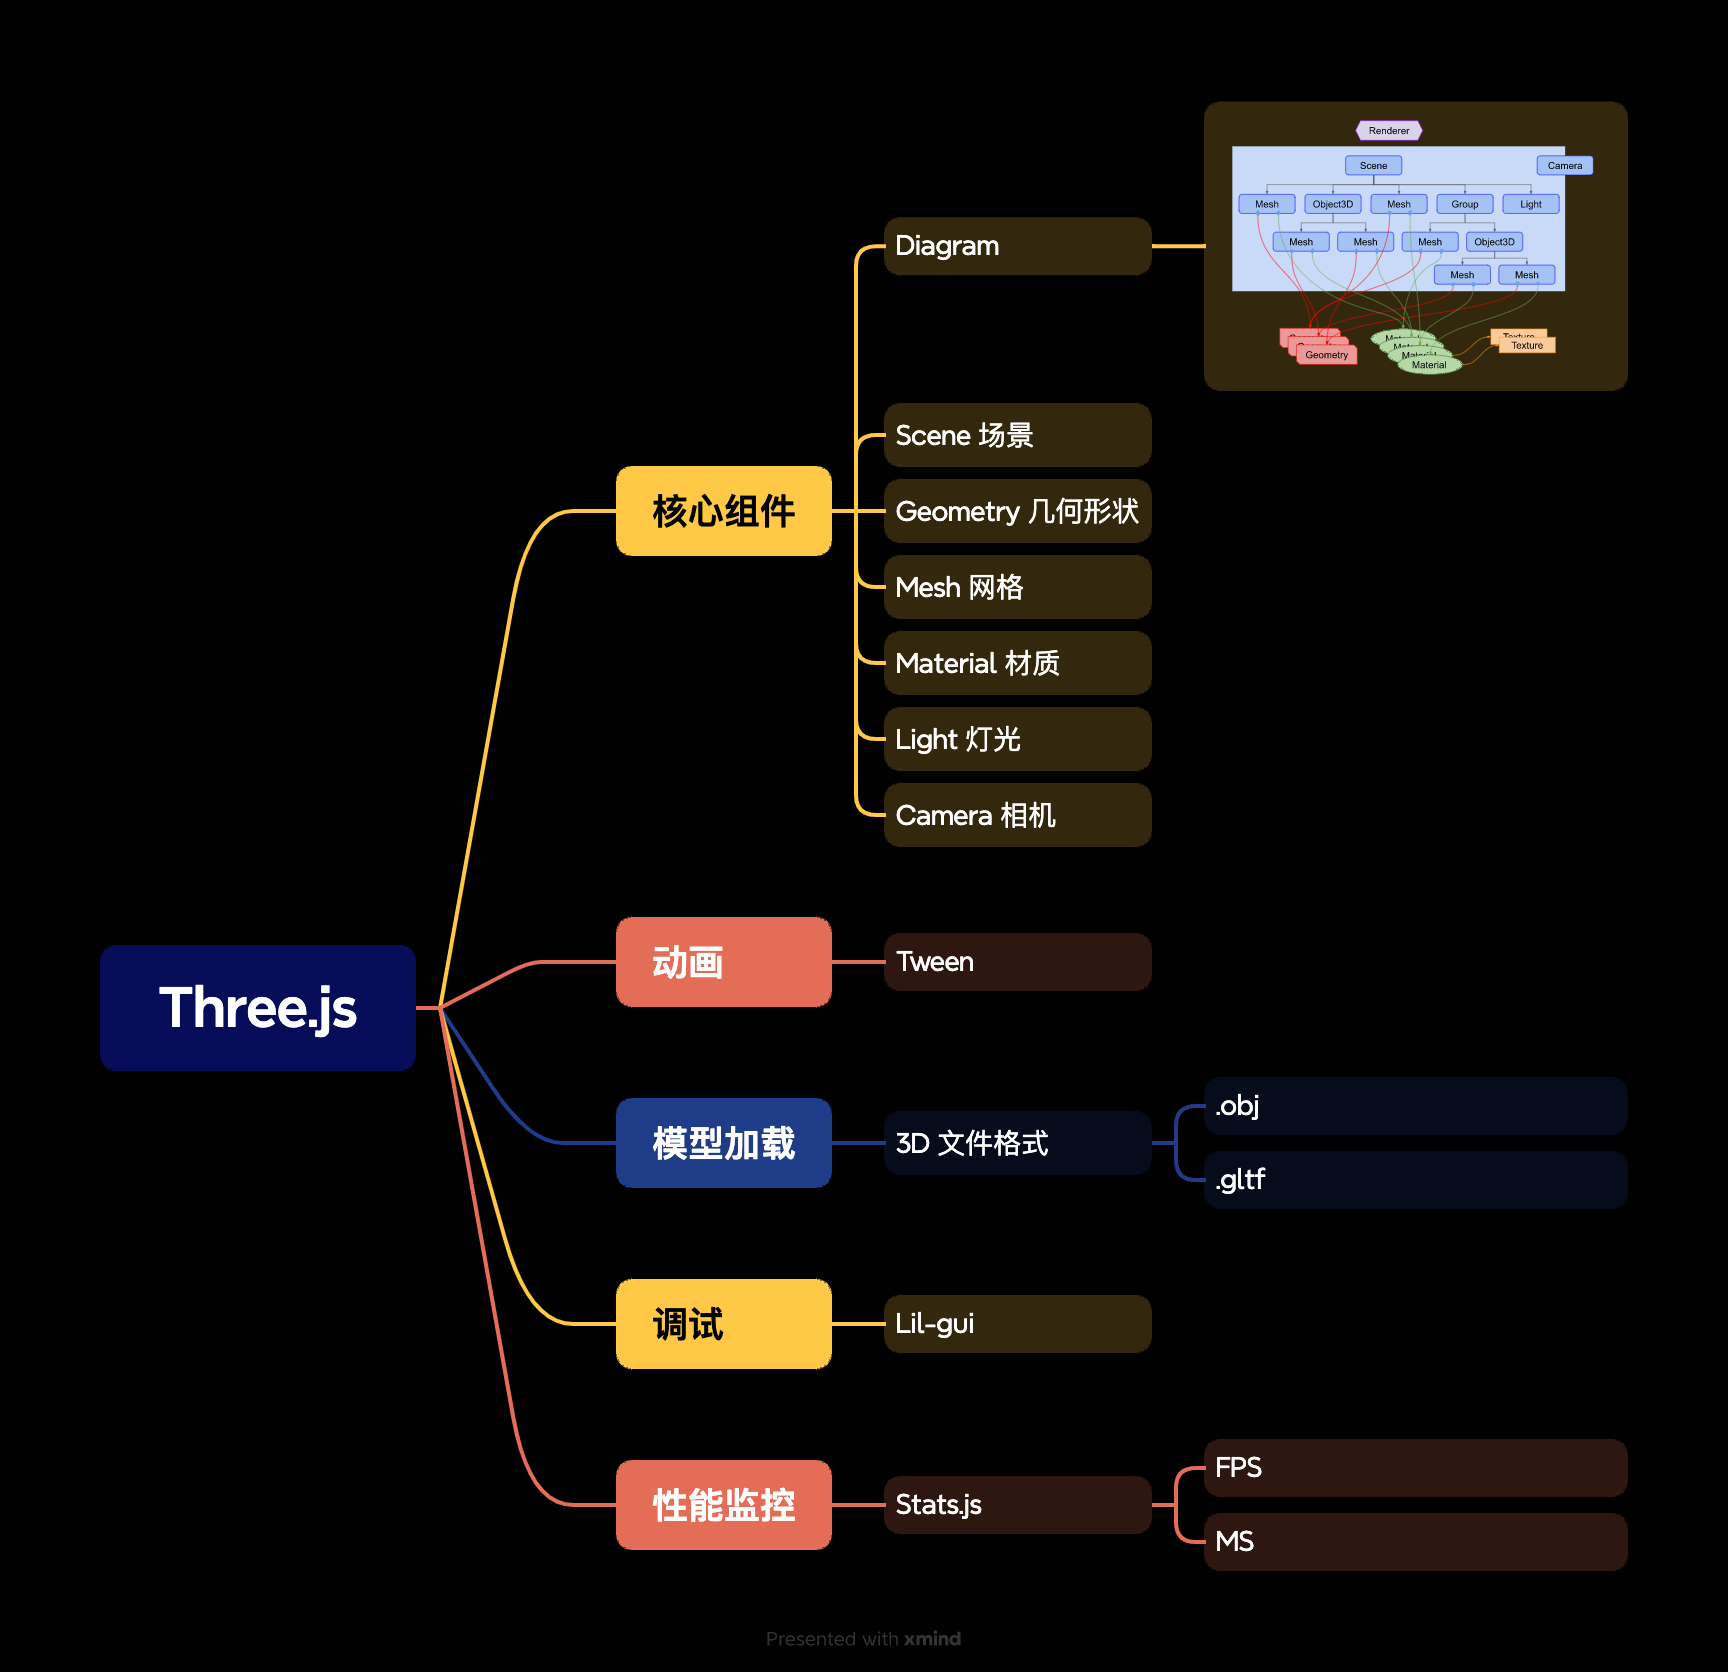 Renderer
Scene
Camera
Mesh
Object3D
Mesh
Group
Light
Mesh
Mesh
Mesh
Object3D
Mesh
Mesh
Geometry
Material
Texture
Texture
Material
Material
Diagram
Scene 场景
Geometry 几何形状
核心组件
Mesh 网格
Material 材质
Light 灯光
Camera 相机
动画
Tween
Three.js
模型加载
3D 文件格式
.obj
.gltf
调试
Lil-gui
性能监控
Stats.js
FPS
MS
Presented with xmind